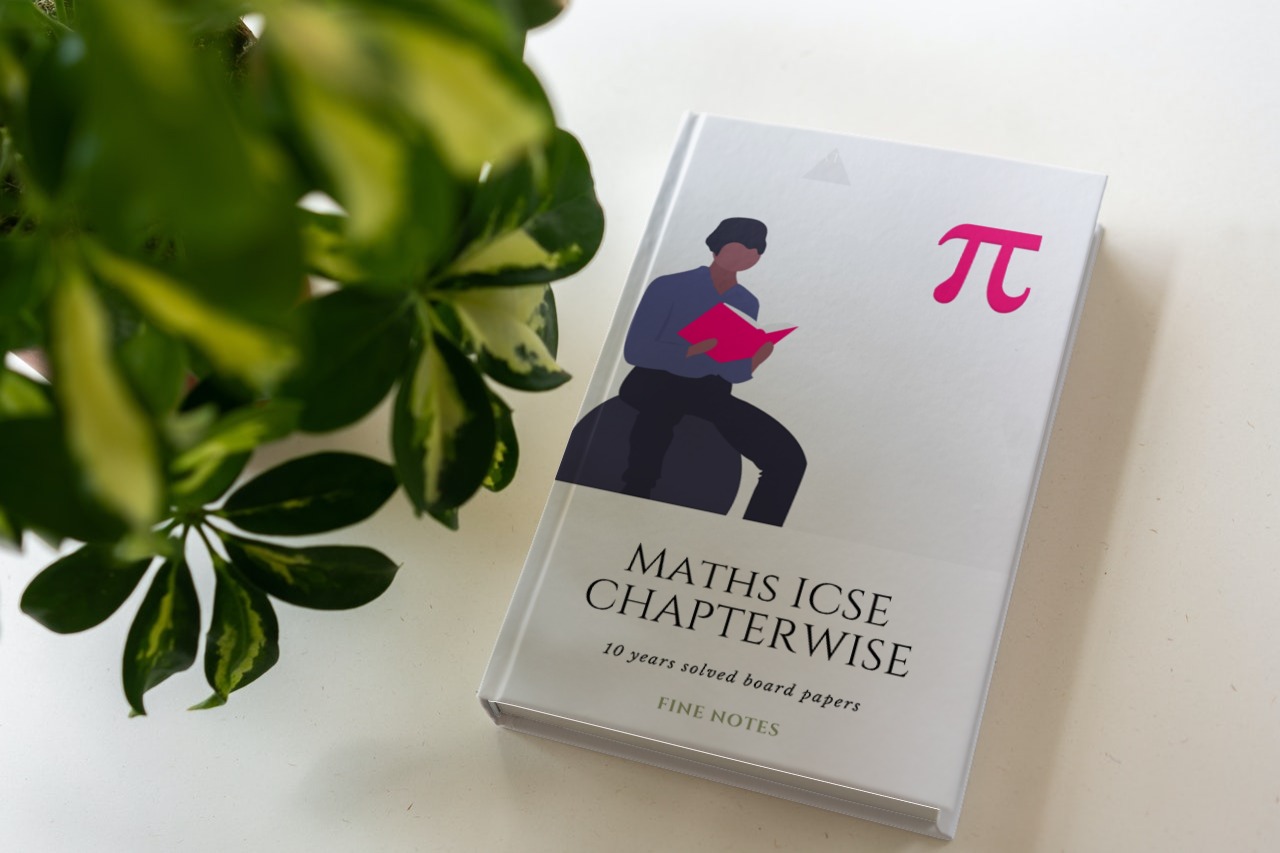 π
MATHS ICSE
CHAPTERWISE
10 years solved board papers
FINE NOTES